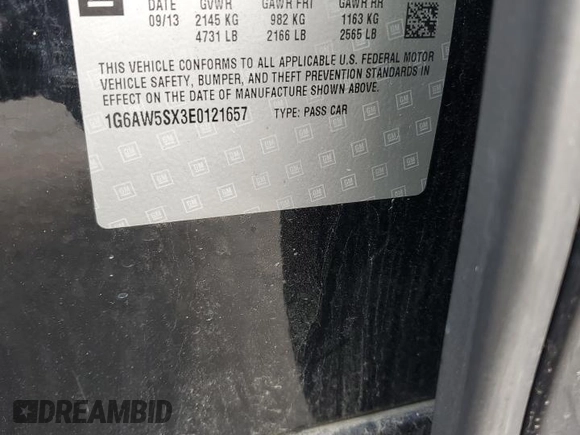 DATE GVWR GAWR FRT GAWR RR
09/13 2145 KG 982 KG 1163 KG
4731 LB 2166 LB 2565 LB
THIS VEHICLE CONFORMS TO ALL APPLICABLE U.S. FEDERAL MOTOR
VEHICLE SAFETY, BUMPER, AND THEFT PREVENTION STANDARDS IN
EFFECT ON THE DATE OF MANUFACTURE SHOWN ABOVE.
1G6AW5SX3E0121657 TYPE: PASS CAR
GM
DREAMBID